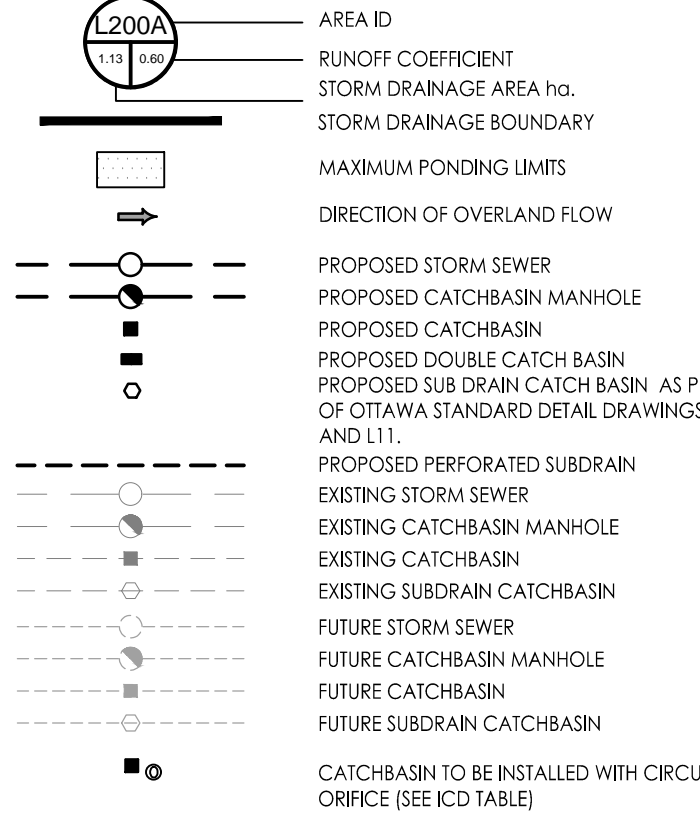 L200A
1.13 0.60
AREA ID
RUNOFF COEFFICIENT
STORM DRAINAGE AREA ha.
STORM DRAINAGE BOUNDARY
MAXIMUM PONDING LIMITS
DIRECTION OF OVERLAND FLOW
PROPOSED STORM SEWER
PROPOSED CATCHBASIN MANHOLE
PROPOSED CATCHBASIN
PROPOSED DOUBLE CATCH BASIN
PROPOSED SUB DRAIN CATCH BASIN AS P
OF OTTAWA STANDARD DETAIL DRAWINGS
AND L11.
PROPOSED PERFORATED SUBDRAIN
EXISTING STORM SEWER
EXISTING CATCHBASIN MANHOLE
EXISTING CATCHBASIN
EXISTING SUBDRAIN CATCHBASIN
FUTURE STORM SEWER
FUTURE CATCHBASIN MANHOLE
FUTURE CATCHBASIN
FUTURE SUBDRAIN CATCHBASIN
CATCHBASIN TO BE INSTALLED WITH CIRCU
ORIFICE (SEE ICD TABLE)